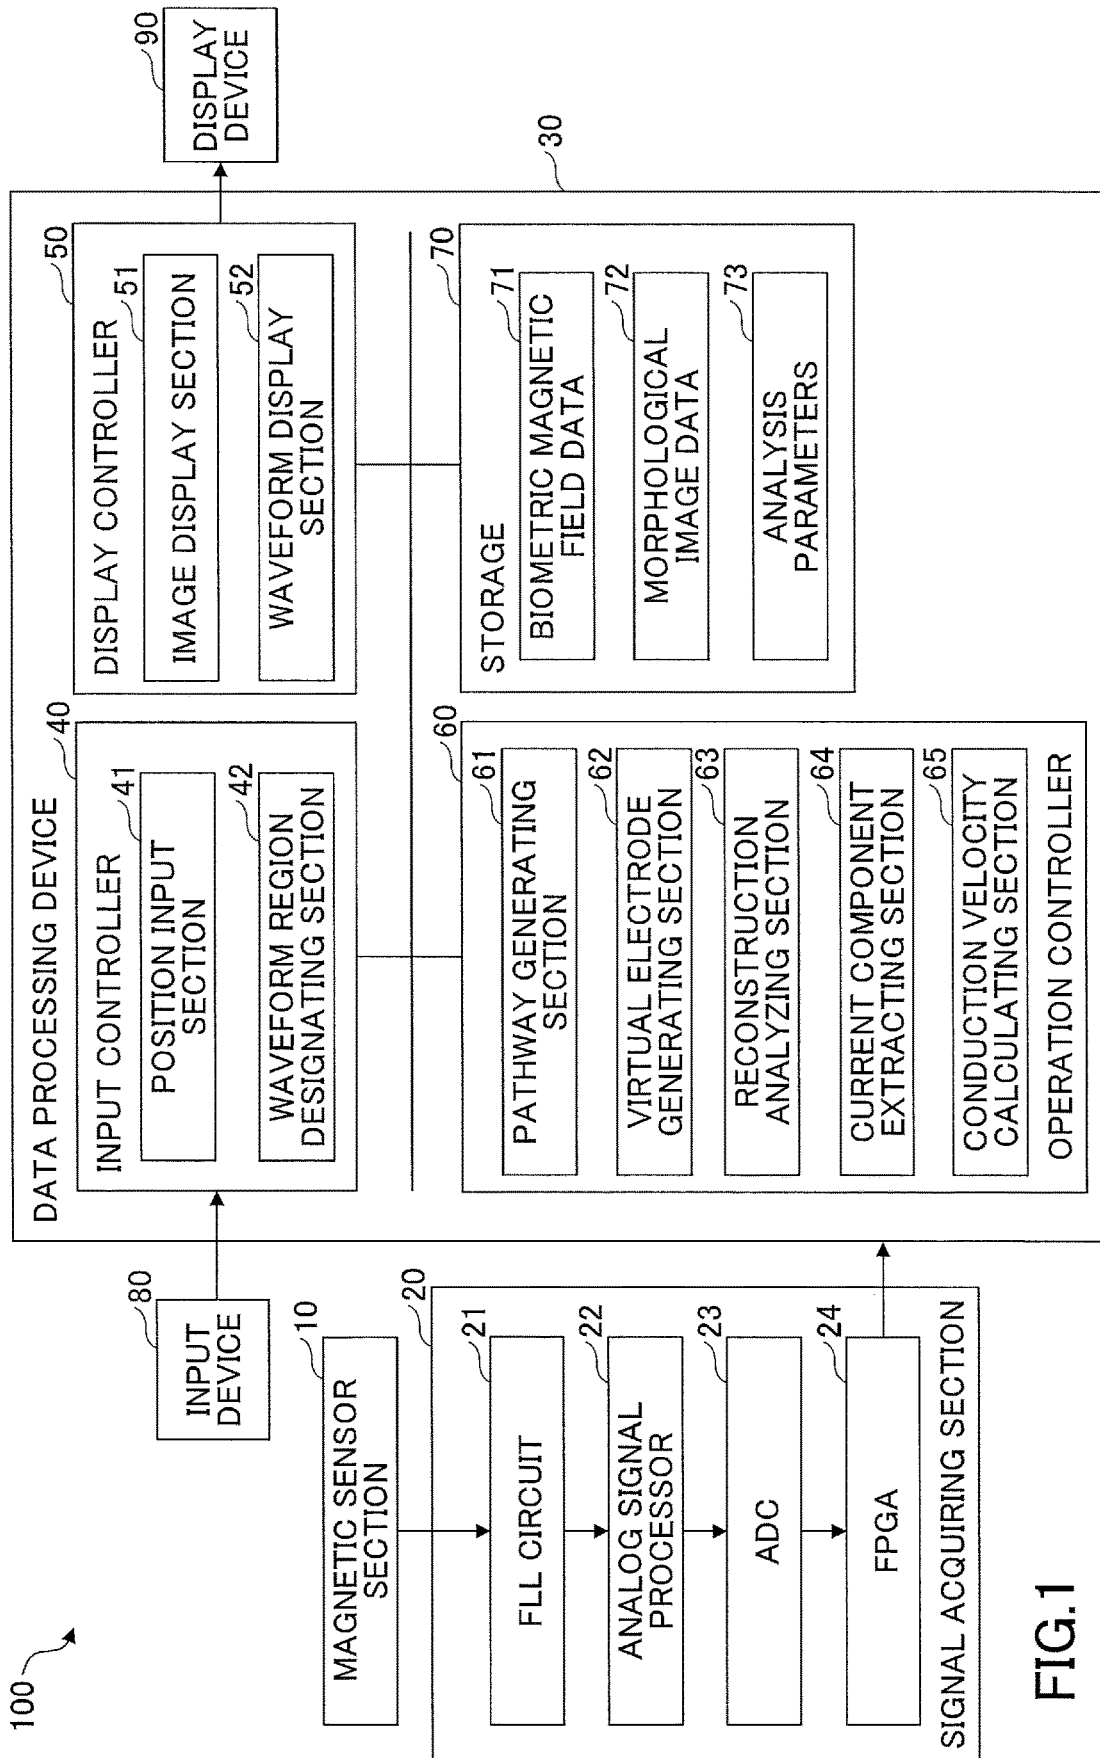 100
INPUT
DEVICE
80
MAGNETIC SENSOR
SECTION
10
20
FLL CIRCUIT
21
ANALOG SIGNAL
PROCESSOR
22
ADC
23
FPGA
24
SIGNAL ACQUIRING SECTION
DATA PROCESSING DEVICE
30
INPUT CONTROLLER
40
POSITION INPUT
SECTION
41
WAVEFORM REGION
DESIGNATING SECTION
42
DISPLAY CONTROLLER
50
IMAGE DISPLAY SECTION
51
WAVEFORM DISPLAY
SECTION
52
DISPLAY
DEVICE
90
60
PATHWAY GENERATING
SECTION
61
VIRTUAL ELECTRODE
GENERATING SECTION
62
RECONSTRUCTION
ANALYZING SECTION
63
CURRENT COMPONENT
EXTRACTING SECTION
64
CONDUCTION VELOCITY
CALCULATING SECTION
65
OPERATION CONTROLLER
STORAGE
70
BIOMETRIC MAGNETIC
FIELD DATA
71
MORPHOLOGICAL
IMAGE DATA
72
ANALYSIS
PARAMETERS
73
FIG.1